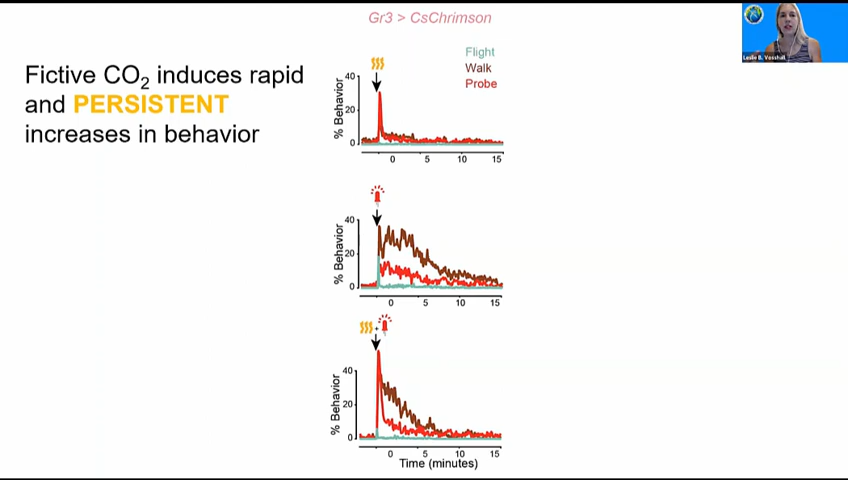 Gr3 > CsChrimson
Fictive CO₂ induces rapid
and PERSISTENT
increases in behavior
Flight
Walk
Probe
% Behavior
40
20
0
0 5 10 15
% Behavior
40
20
0
0 5 10 15
+
% Behavior
40
20
0
0 5 10 15
Time (minutes)
Leslie B. Vosshall